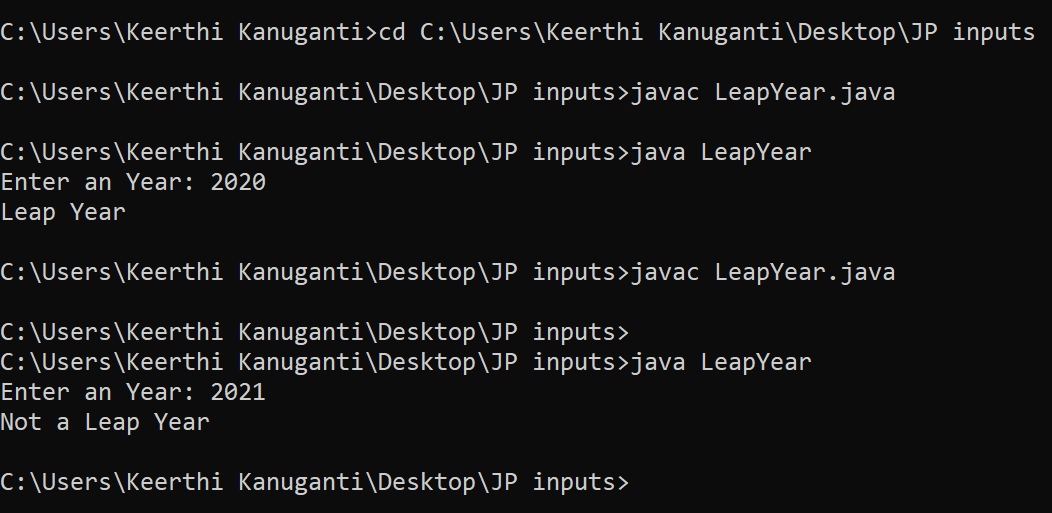 C:\Users\Keerthi Kanuganti>cd C:\Users\Keerthi Kanuganti\Desktop\JP inputs
C:\Users\Keerthi Kanuganti\Desktop\JP inputs>javac LeapYear.java
C:\Users\Keerthi Kanuganti\Desktop\JP inputs>java LeapYear
Enter an Year: 2020
Leap Year
C:\Users\Keerthi Kanuganti\Desktop\JP inputs>javac LeapYear.java
C:\Users\Keerthi Kanuganti\Desktop\JP inputs>
C:\Users\Keerthi Kanuganti\Desktop\JP inputs>java LeapYear
Enter an Year: 2021
Not a Leap Year
C:\Users\Keerthi Kanuganti\Desktop\JP inputs>